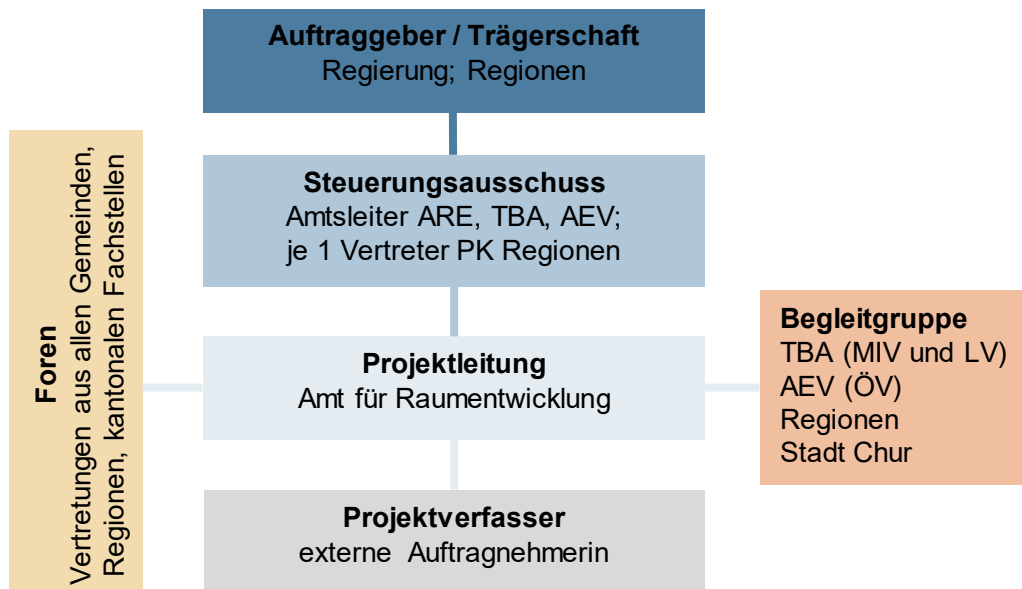 Auftraggeber / Trägerschaft
Regierung; Regionen
Steuerungsausschuss
Amtsleiter ARE, TBA, AEV;
je 1 Vertreter PK Regionen
Foren
Vertretungen aus allen Gemeinden,
Regionen, kantonalen Fachstellen
Projektleitung
Amt für Raumentwicklung
Begleitgruppe
TBA (MIV und LV)
AEV (ÖV)
Regionen
Stadt Chur
Projektverfasser
externe Auftragnehmerin